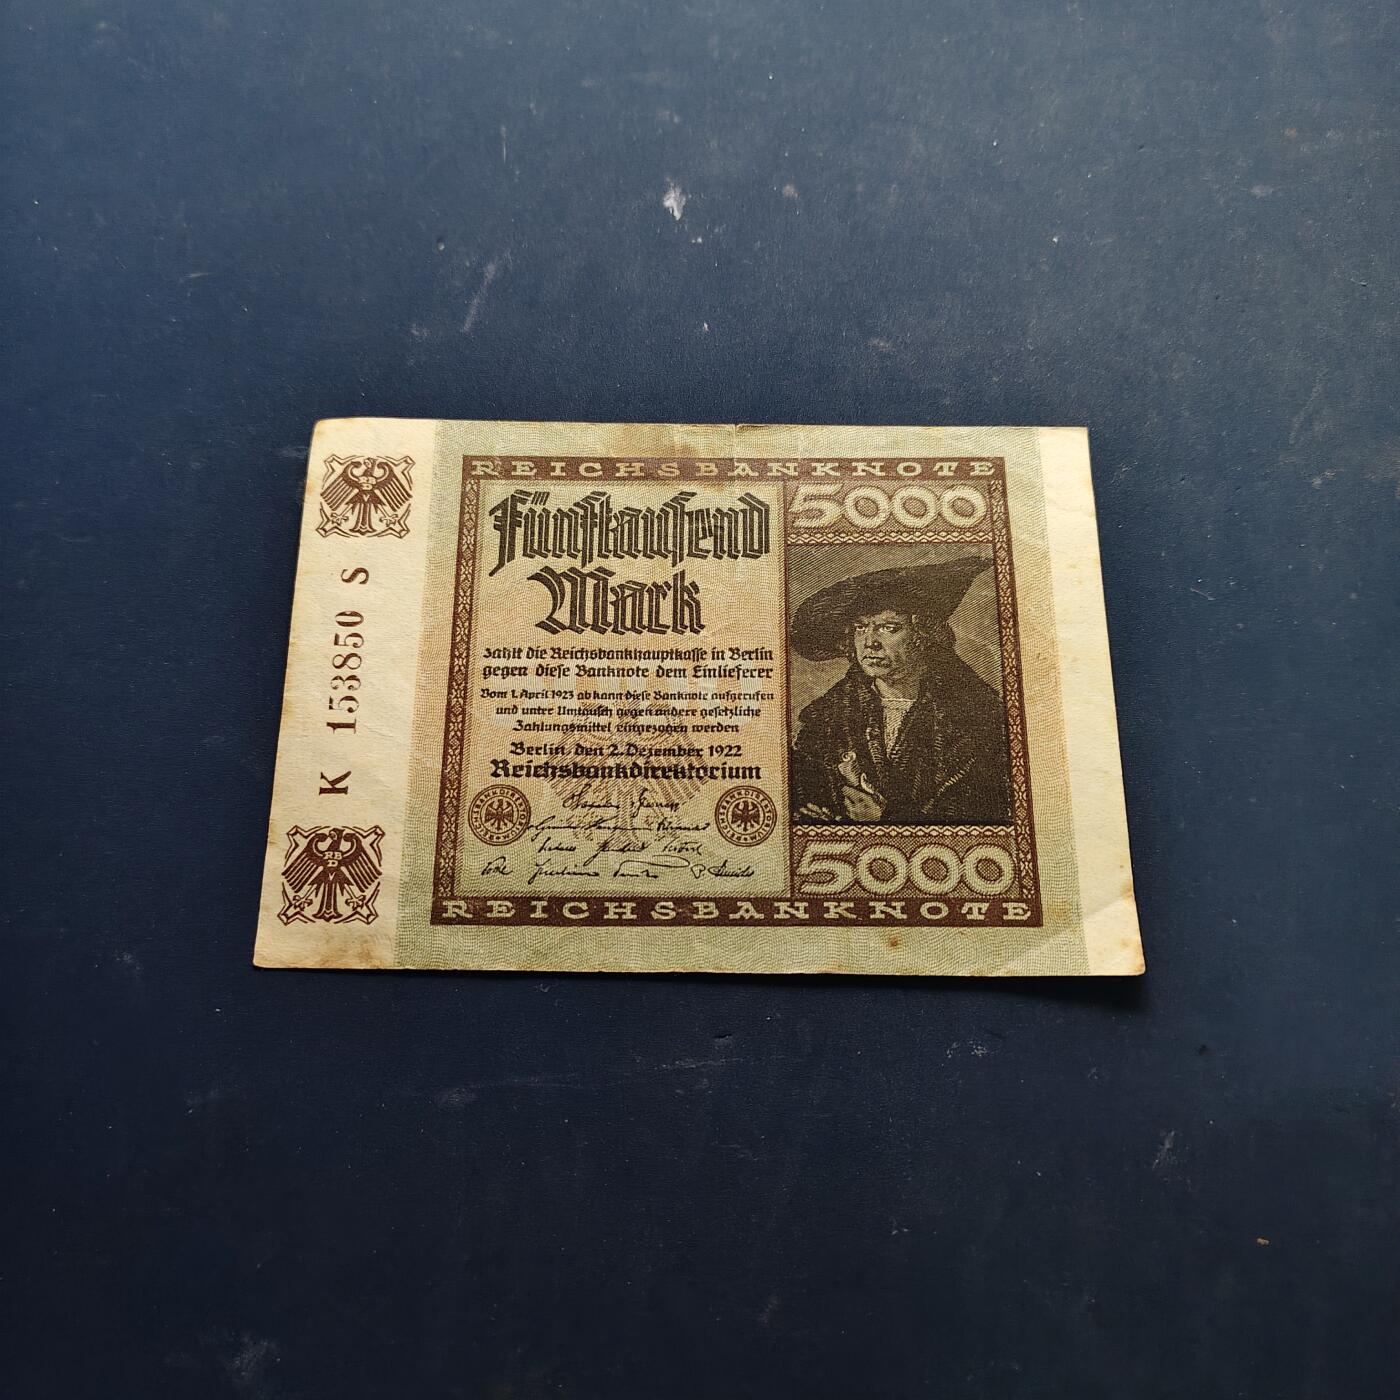 REICHSBANKNOTE
5000
Fünftausend
Mark
zahlt die Reichsbankhauptkasse in Berlin
gegen diese Banknote dem Einlieferer
Vom 1. April 1923 ab kann diese Banknote aufgerufen
und unter Umtausch gegen andere gesetzliche
Zahlungsmittel eingezogen werden
Berlin, den 2. Dezember 1922
Reichsbankdirektorium
5000
REICHSBANKNOTE
K 153850 S